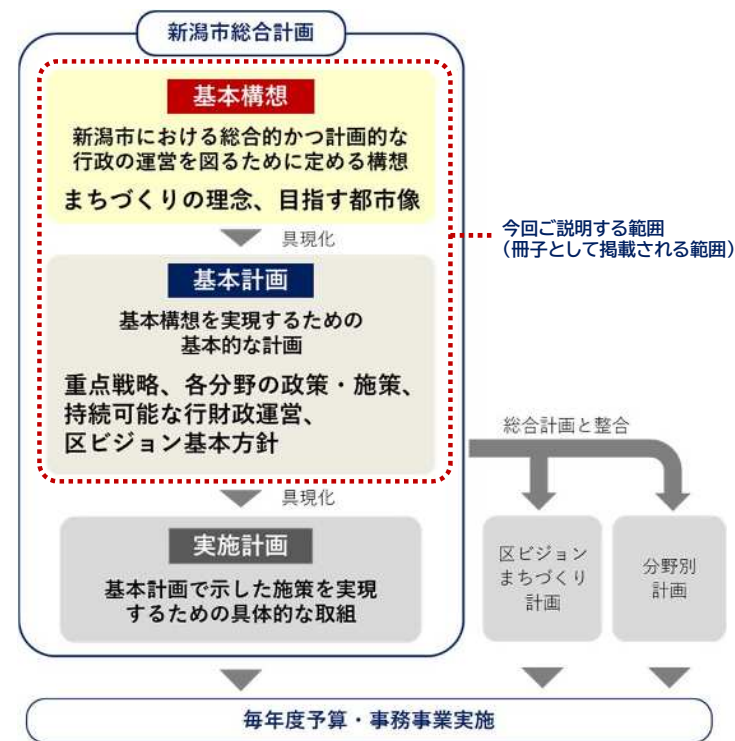 新潟市総合計画
基本構想
新潟市における総合的かつ計画的な
行政の運営を図るために定める構想
まちづくりの理念、目指す都市像
具現化
今回ご説明する範囲
（冊子として掲載される範囲）
基本計画
基本構想を実現するための
基本的な計画
重点戦略、各分野の政策・施策、
持続可能な行財政運営、
区ビジョン基本方針
総合計画と整合
具現化
実施計画
基本計画で示した施策を実現
するための具体的な取組
区ビジョン
まちづくり
計画
分野別
計画
毎年度予算・事務事業実施